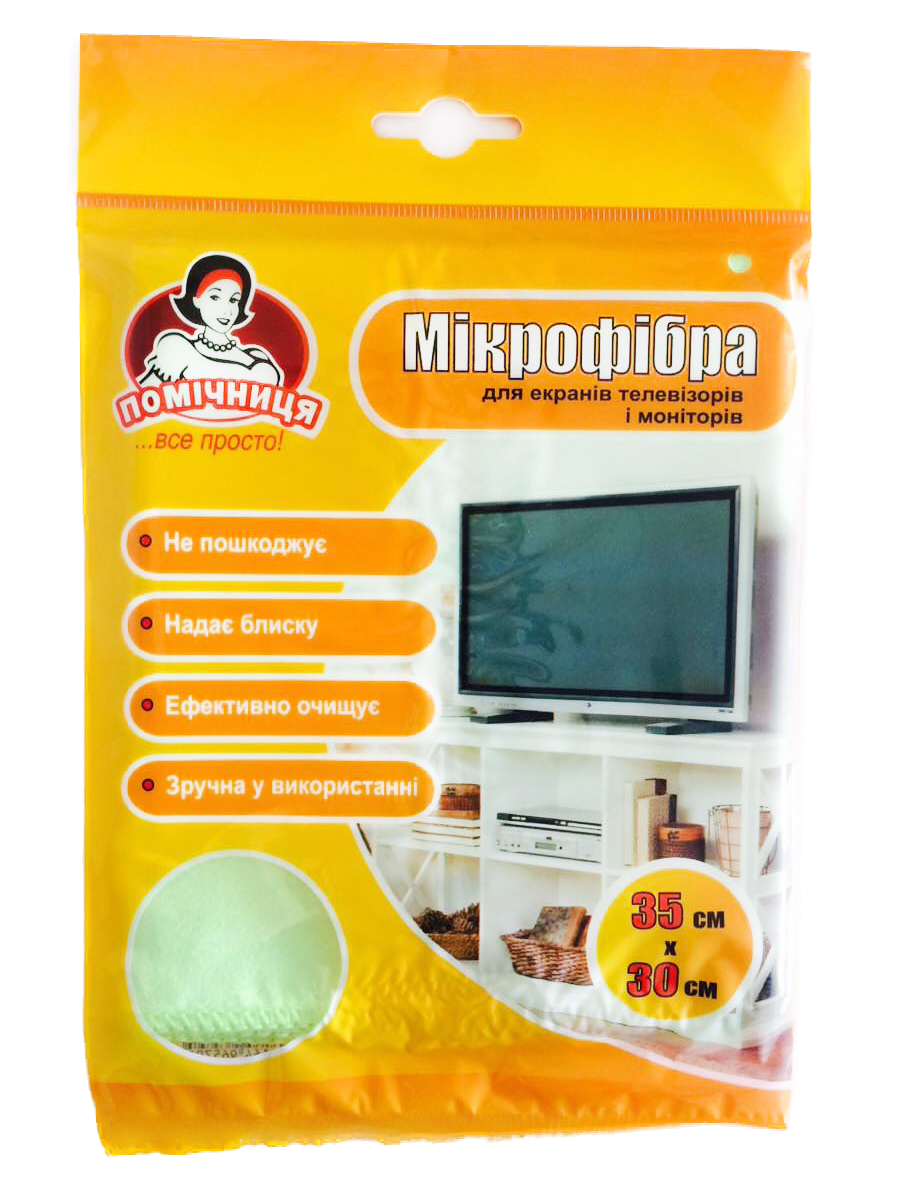 Мікрофібра
для екранів телевізорів
і моніторів
ПОМІЧНИЦЯ
...все просто!
Не пошкоджує
Надає блиску
Ефективно очищує
Зручна у використанні
35 см
х
30 см